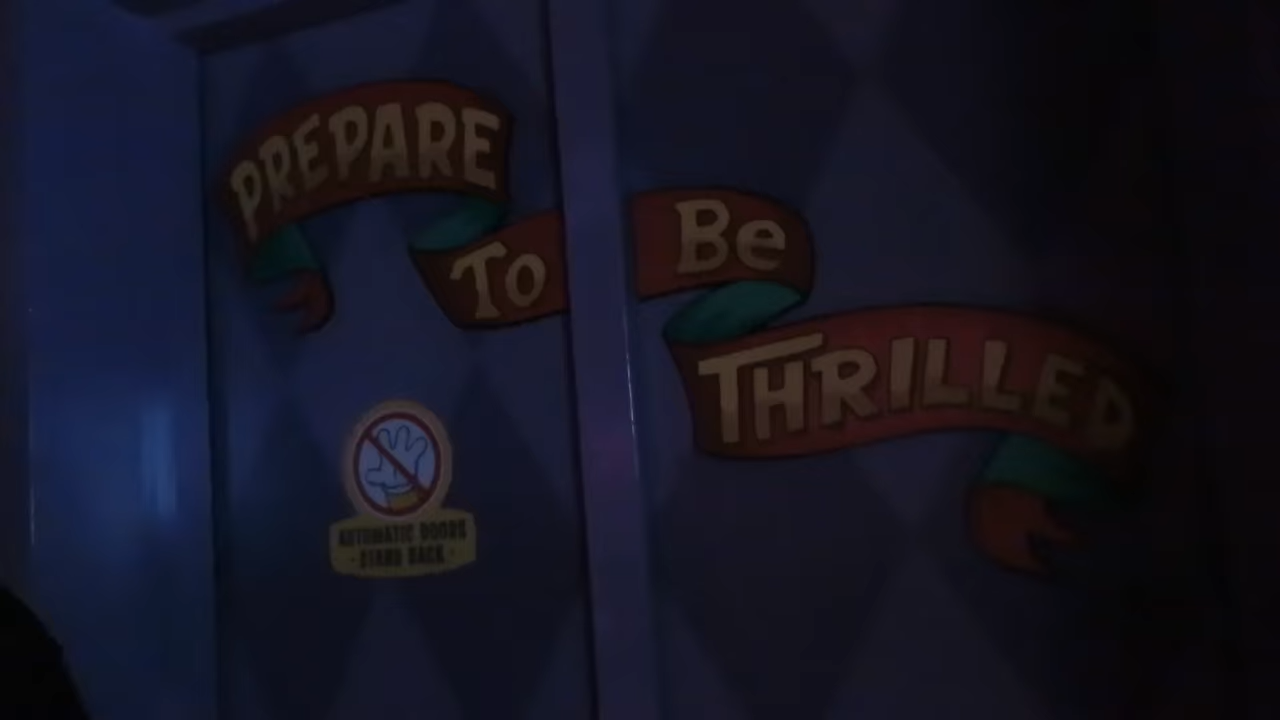 PREPARE
To Be
THRILLED
AUTOMATIC DOORS
· STAND BACK ·